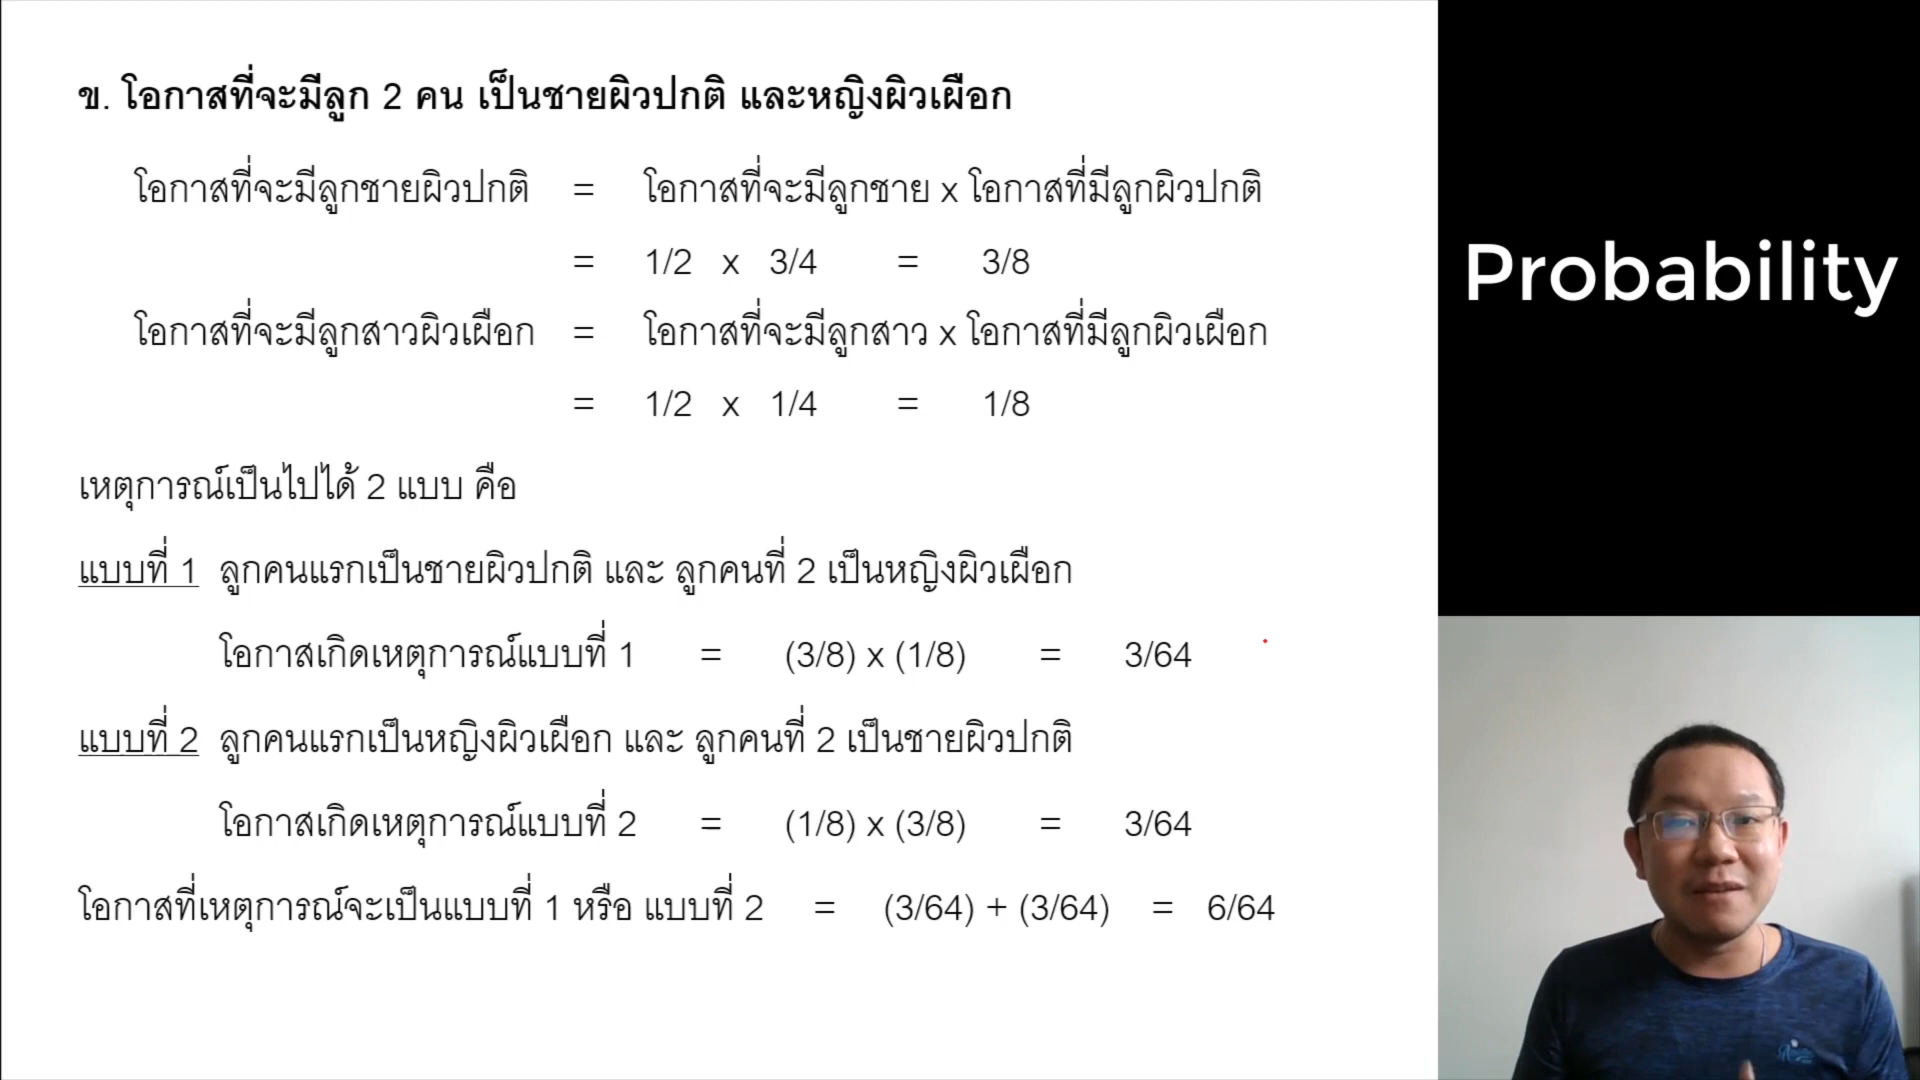 ข. โอกาสที่จะมีลูก 2 คน เป็นชายผิวปกติ และหญิงผิวเผือก
โอกาสที่จะมีลูกชายผิวปกติ = โอกาสที่จะมีลูกชาย x โอกาสที่มีลูกผิวปกติ
= 1/2 x 3/4 = 3/8
โอกาสที่จะมีลูกสาวผิวเผือก = โอกาสที่จะมีลูกสาว x โอกาสที่มีลูกผิวเผือก
= 1/2 x 1/4 = 1/8
เหตุการณ์เป็นไปได้ 2 แบบ คือ
แบบที่ 1 ลูกคนแรกเป็นชายผิวปกติ และ ลูกคนที่ 2 เป็นหญิงผิวเผือก
โอกาสเกิดเหตุการณ์แบบที่ 1 = (3/8) x (1/8) = 3/64
แบบที่ 2 ลูกคนแรกเป็นหญิงผิวเผือก และ ลูกคนที่ 2 เป็นชายผิวปกติ
โอกาสเกิดเหตุการณ์แบบที่ 2 = (1/8) x (3/8) = 3/64
โอกาสที่เหตุการณ์จะเป็นแบบที่ 1 หรือ แบบที่ 2 = (3/64) + (3/64) = 6/64
Probability